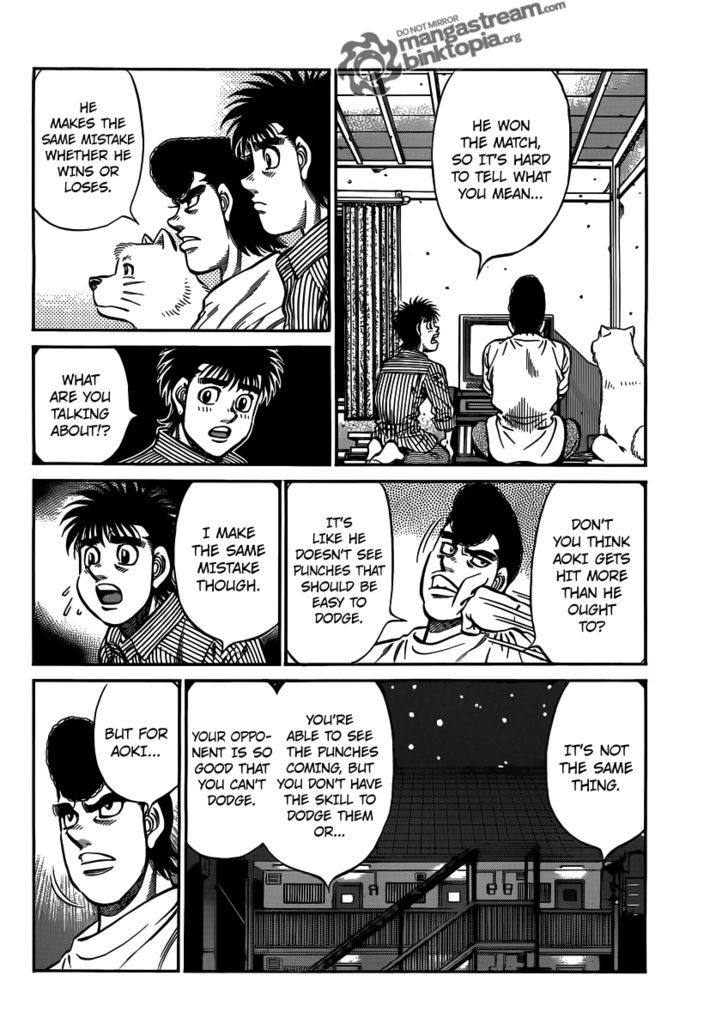 DO NOT MIRROR
mangastream.com
binktopia.org
HE WON
THE MATCH,
SO IT'S HARD
TO TELL WHAT
YOU MEAN...
HE
MAKES THE
SAME MISTAKE
WHETHER HE
WINS OR
LOSES.
WHAT
ARE YOU
TALKING
ABOUT!?
DON'T
YOU THINK
AOKI GETS
HIT MORE
THAN HE
OUGHT
TO?
IT'S
LIKE HE
DOESN'T SEE
PUNCHES THAT
SHOULD BE
EASY TO
DODGE.
I MAKE
THE SAME
MISTAKE
THOUGH.
IT'S NOT
THE SAME
THING.
YOU'RE
ABLE TO SEE
THE PUNCHES
COMING, BUT
YOU DON'T HAVE
THE SKILL TO
DODGE THEM
OR...
YOUR OPPO-
NENT IS SO
GOOD THAT
YOU CAN'T
DODGE.
BUT FOR
AOKI...